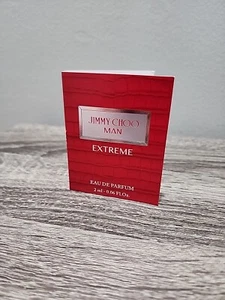 JIMMY CHOO
MAN
EXTREME
EAU DE PARFUM
2 ml - 0.06 FL.Oz